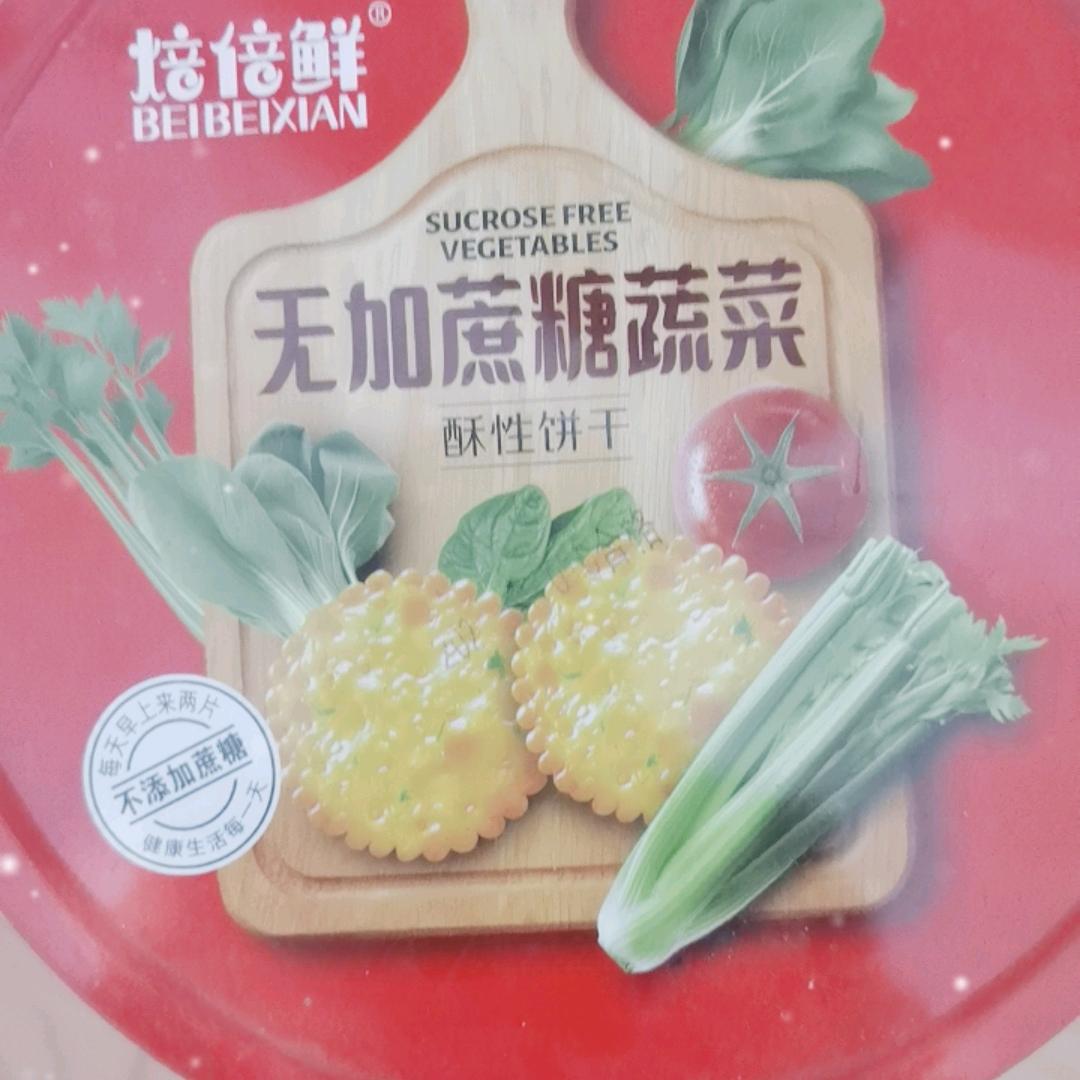 焙倍鲜®
BEIBEIXIAN
SUCROSE FREE
VEGETABLES
无加蔗糖蔬菜
酥性饼干
每天早上来两片
不添加蔗糖
健康生活每一天